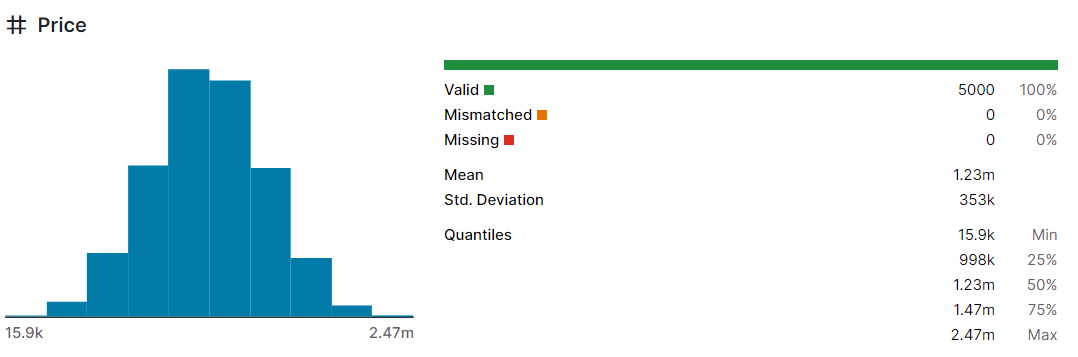 Price
15.9k 2.47m
Valid 5000 100%
Mismatched 0 0%
Missing 0 0%
Mean 1.23m
Std. Deviation 353k
Quantiles 15.9k Min
998k 25%
1.23m 50%
1.47m 75%
2.47m Max